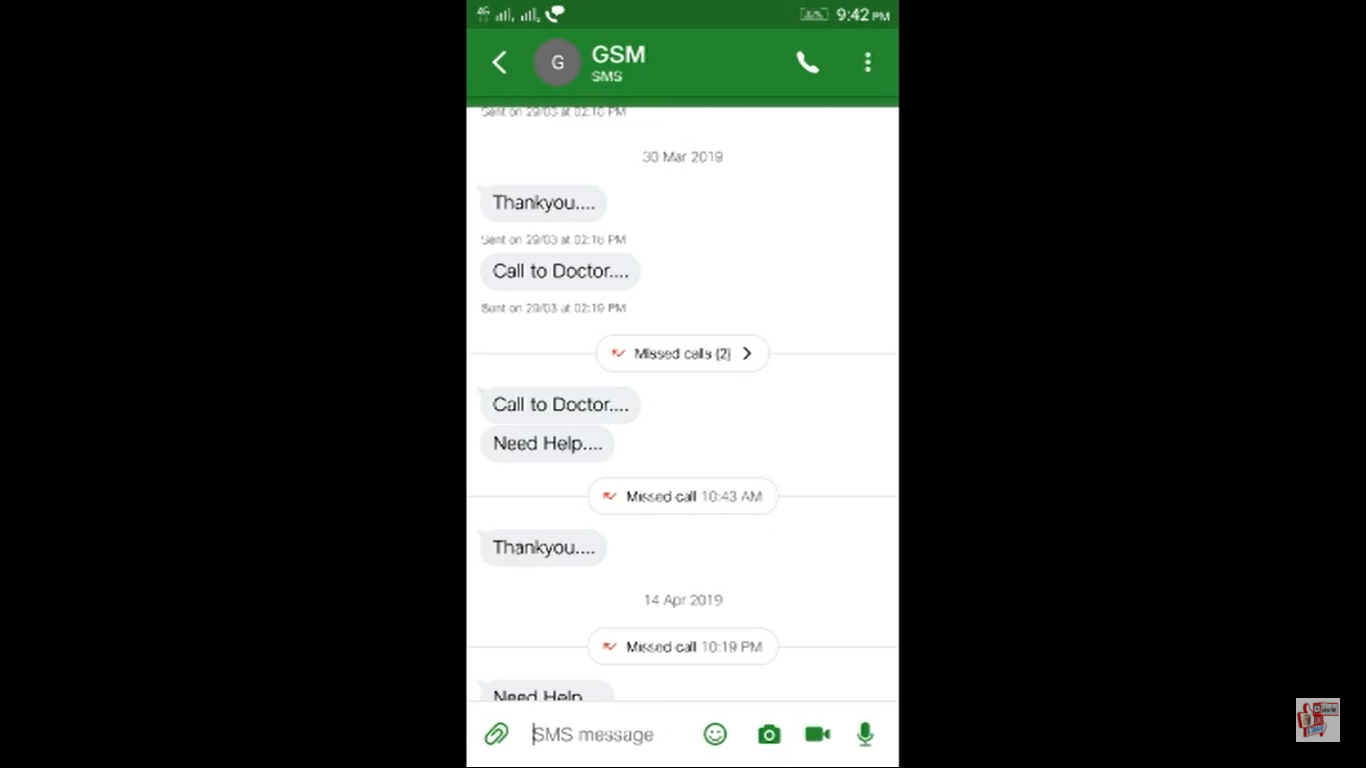 4G
9:42 PM
G
GSM
SMS
Sent on 29/03 at 02:16 PM
30 Mar 2019
Thankyou....
Sent on 29/03 at 02:16 PM
Call to Doctor....
Sent on 29/03 at 02:19 PM
Missed calls (2)
Call to Doctor....
Need Help....
Missed call 10:43 AM
Thankyou....
14 Apr 2019
Missed call 10:19 PM
Need Help
SMS message